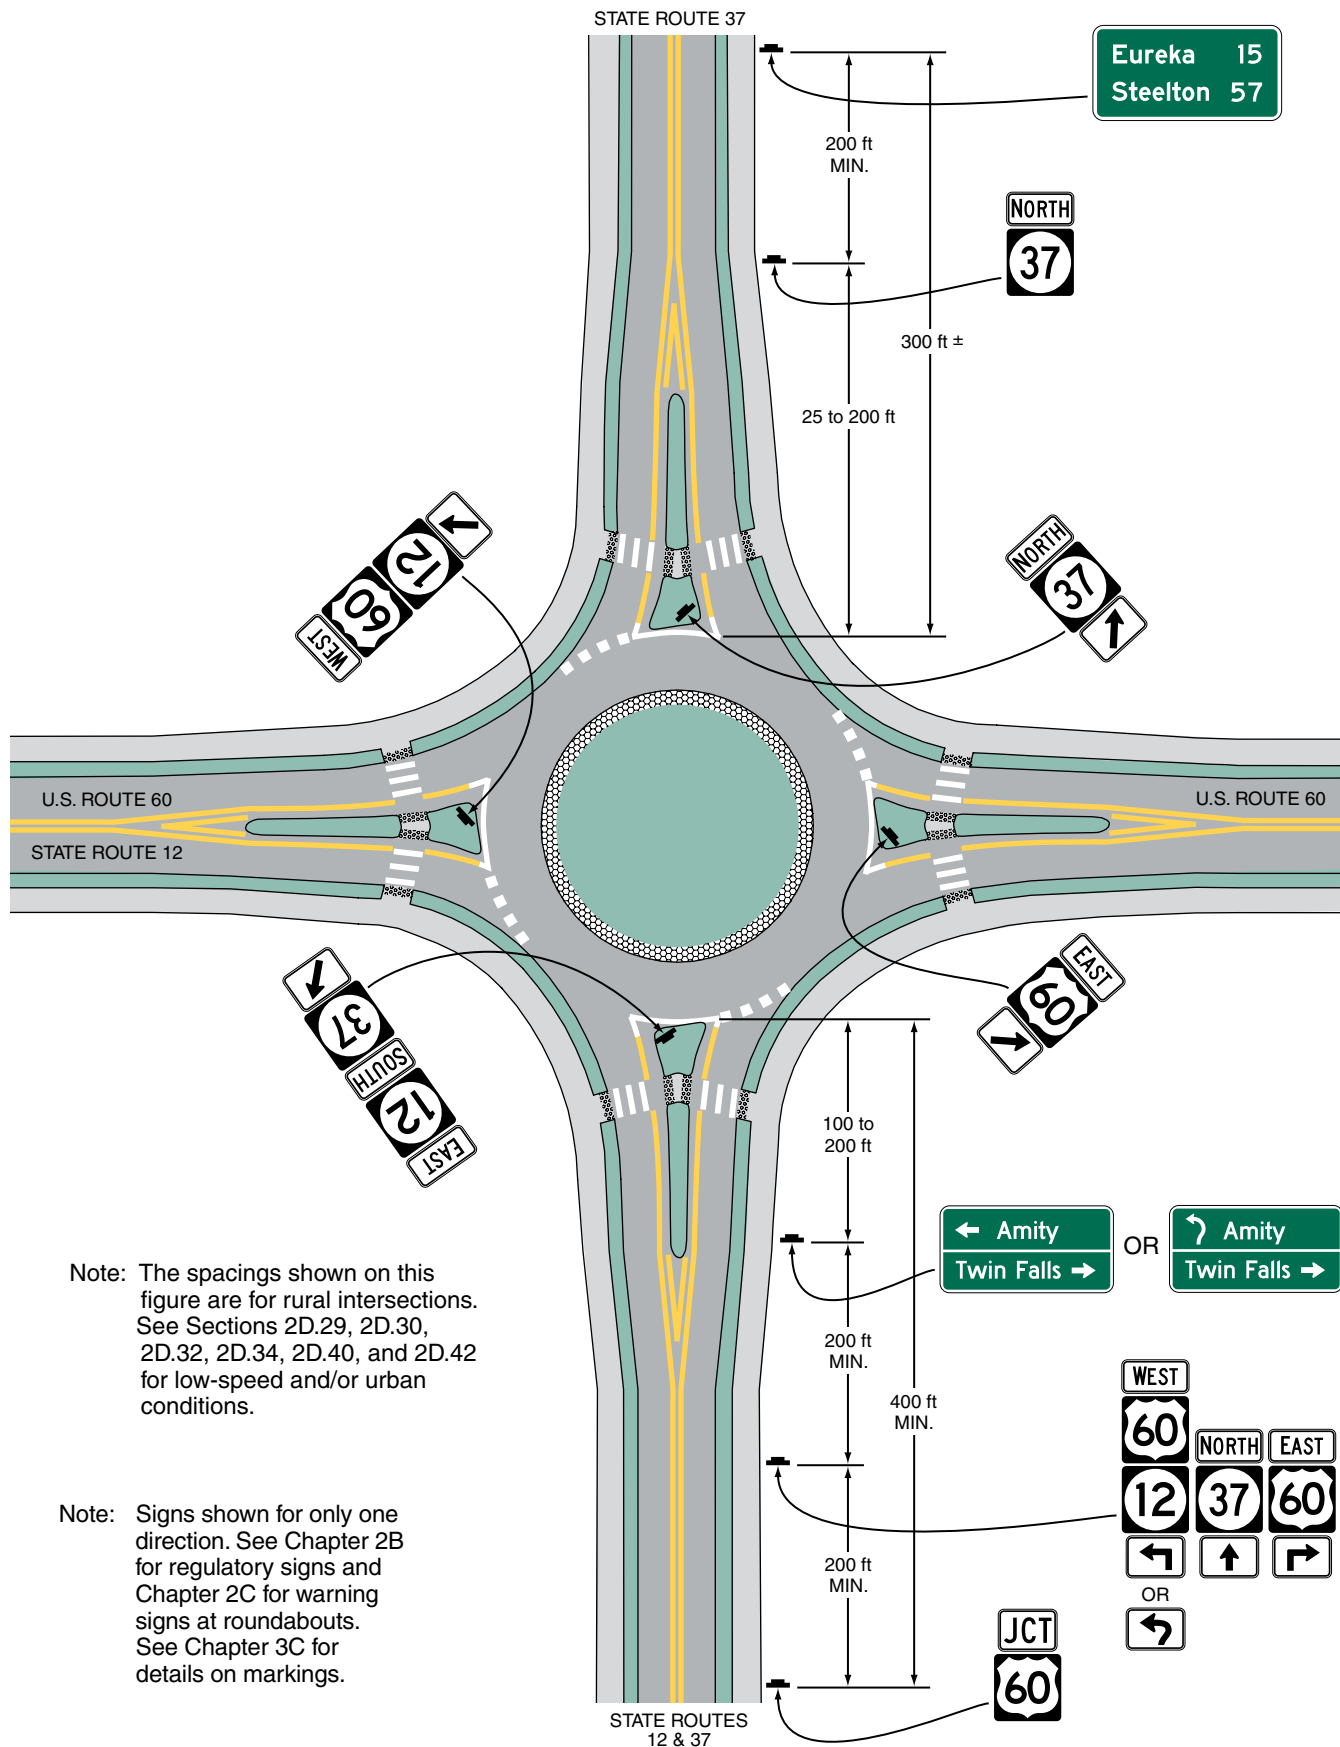 STATE ROUTE 37
Eureka 15
Steelton 57
200 ft
MIN.
NORTH
37
300 ft ±
25 to 200 ft
12
60
WEST
NORTH
37
U.S. ROUTE 60
STATE ROUTE 12
U.S. ROUTE 60
37
SOUTH
12
EAST
EAST
60
100 to
200 ft
← Amity
Twin Falls →
OR
Amity
Twin Falls →
200 ft
MIN.
400 ft
MIN.
Note: The spacings shown on this
figure are for rural intersections.
See Sections 2D.29, 2D.30,
2D.32, 2D.34, 2D.40, and 2D.42
for low-speed and/or urban
conditions.
WEST
60
12
NORTH
37
EAST
60
OR
200 ft
MIN.
Note: Signs shown for only one
direction. See Chapter 2B
for regulatory signs and
Chapter 2C for warning
signs at roundabouts.
See Chapter 3C for
details on markings.
JCT
60
STATE ROUTES
12 & 37